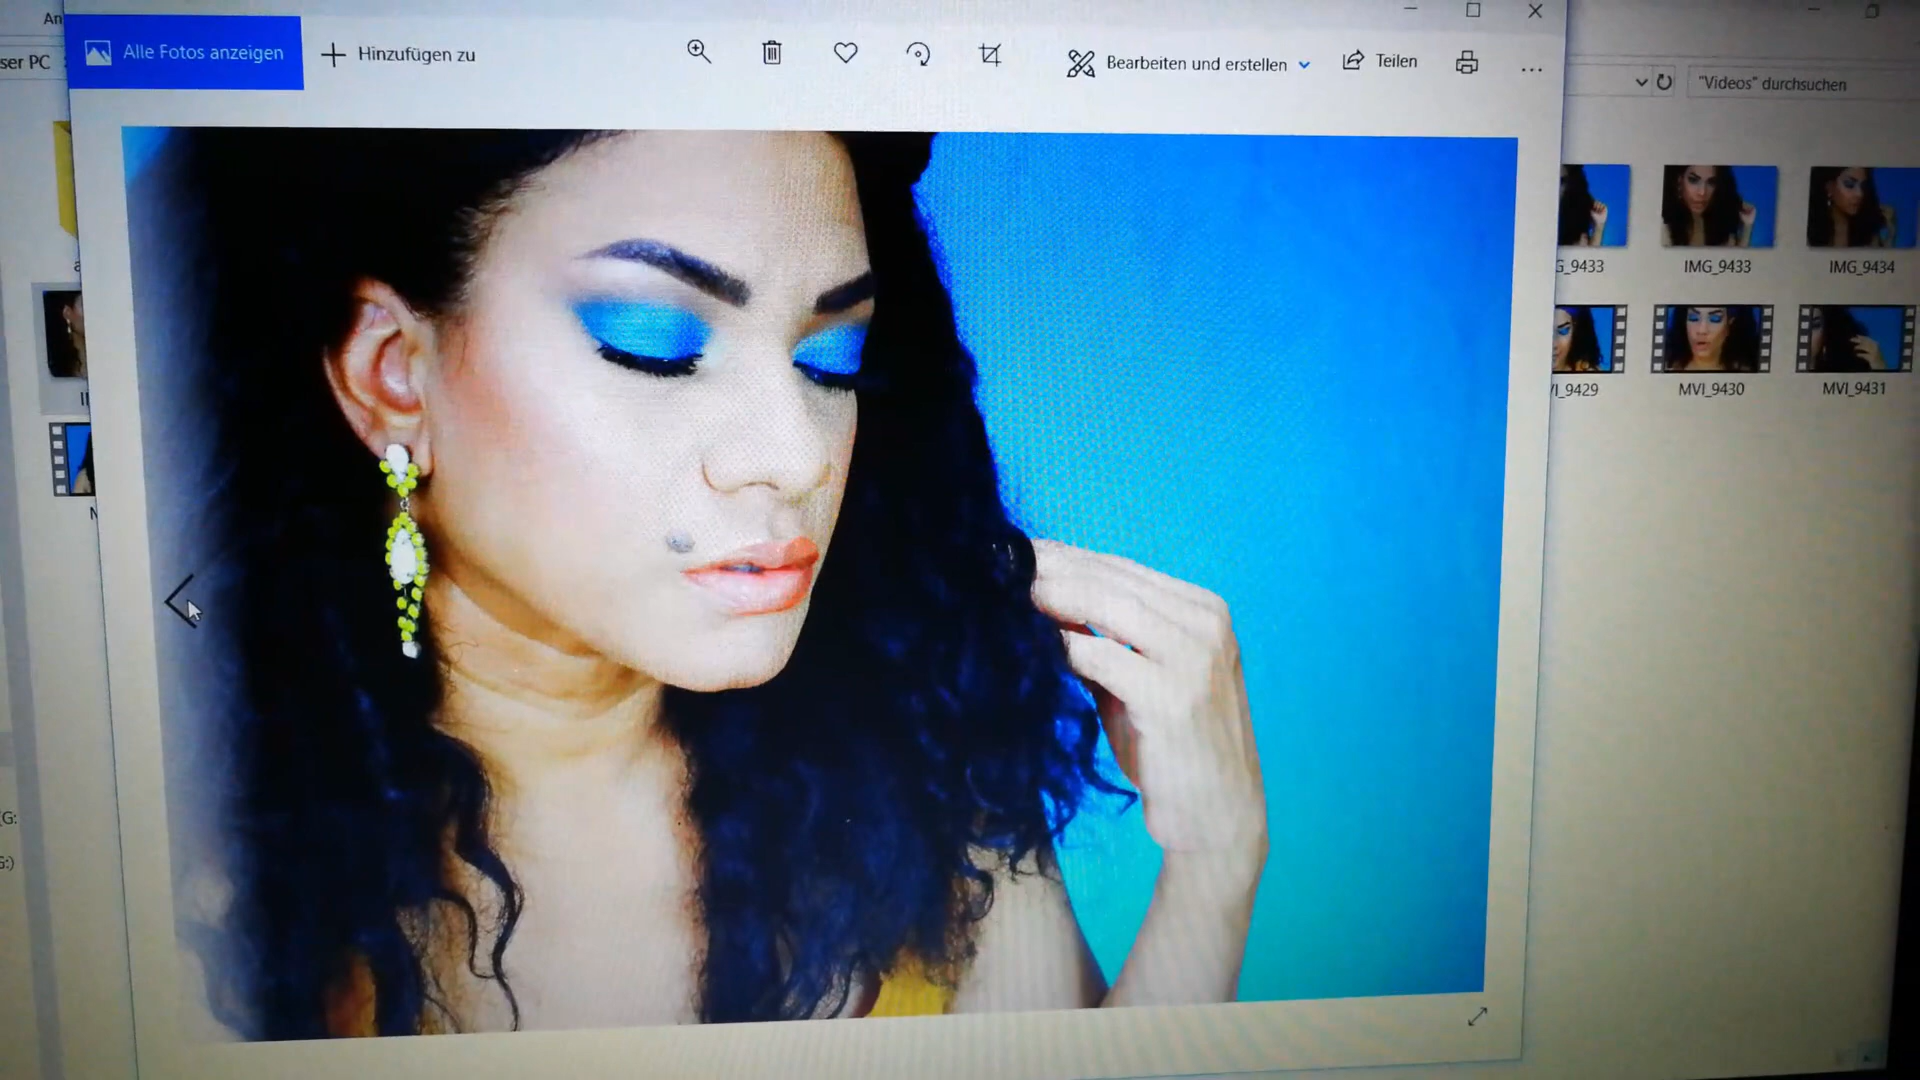 An
ser PC
Alle Fotos anzeigen
Hinzufügen zu
Bearbeiten und erstellen
Teilen
"Videos" durchsuchen
G_9433
IMG_9433
IMG_9434
I_9429
MVI_9430
MVI_9431
(G:
G:)